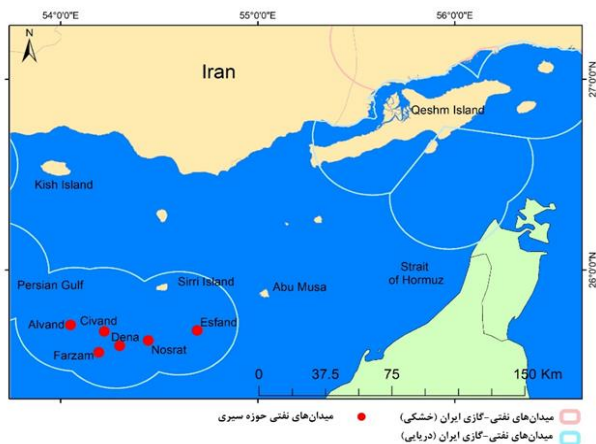 54°0'0"E 55°0'0"E 56°0'0"E
N
27°0'0"N
Iran
Qeshm Island
Kish Island
26°0'0"N
Strait
of Hormuz
Persian Gulf
Sirri Island
Abu Musa
Alvand
Civand
Esfand
Dena
Nosrat
Farzam
0 37.5 75 150 Km
میدان‌های نفتی-گازی ایران (خشکی)
میدان‌های نفتی حوزه سیری
میدان‌های نفتی-گازی ایران (دریایی)